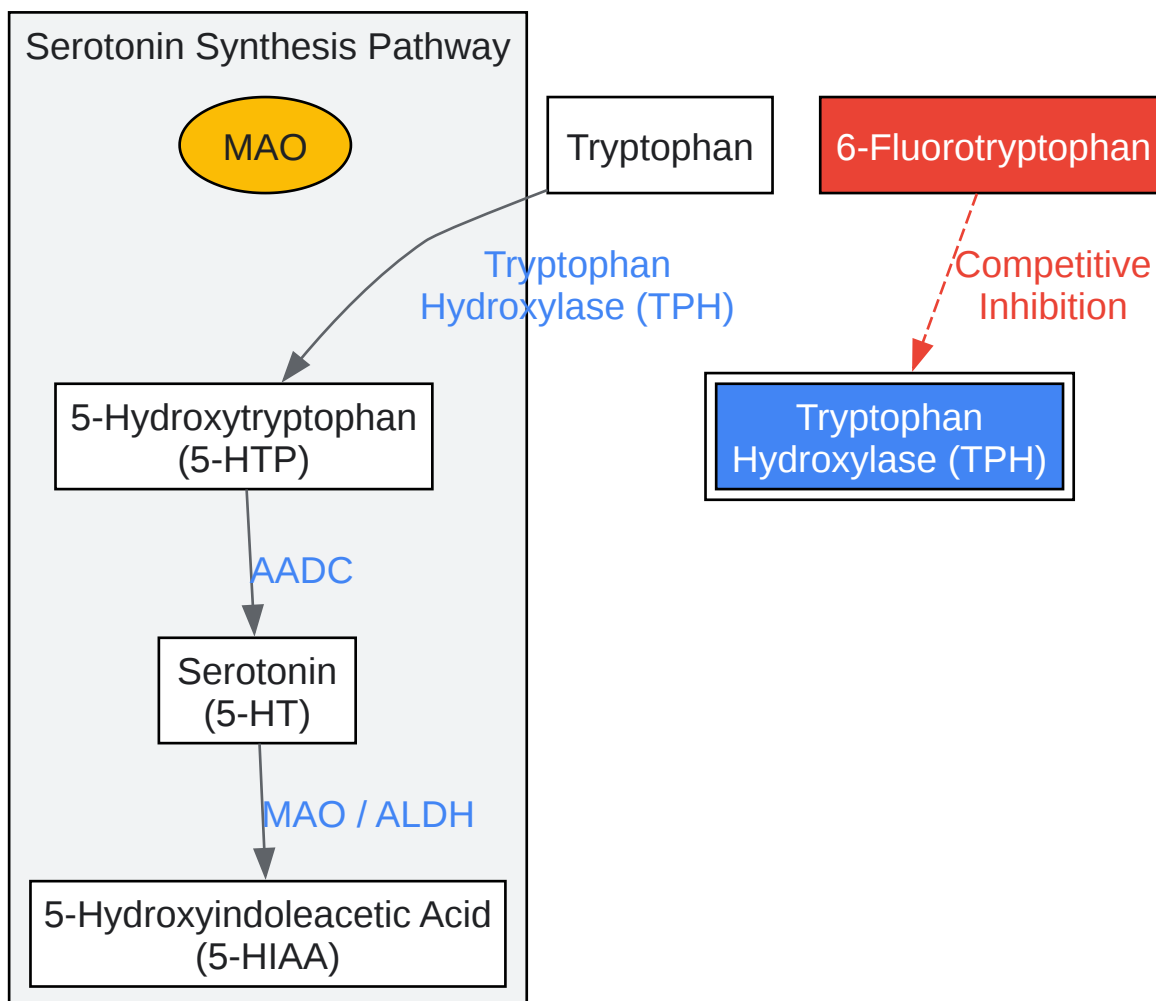 Serotonin Synthesis Pathway
MAO
Tryptophan
6-Fluorotryptophan
Tryptophan
Hydroxylase (TPH)
Competitive
Inhibition
5-Hydroxytryptophan
(5-HTP)
Tryptophan
Hydroxylase (TPH)
AADC
Serotonin
(5-HT)
MAO / ALDH
5-Hydroxyindoleacetic Acid
(5-HIAA)